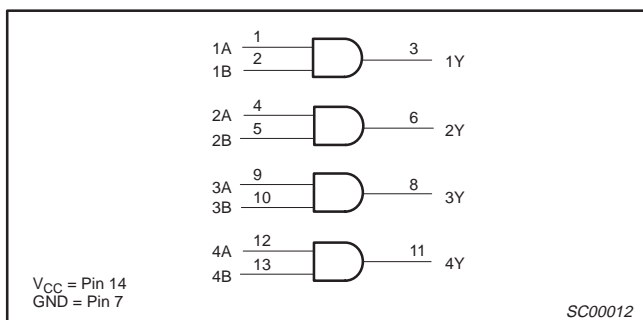 1A 1 3 1Y
1B 2
2A 4 6 2Y
2B 5
3A 9 8 3Y
3B 10
4A 12 11 4Y
4B 13
VCC = Pin 14
GND = Pin 7
SC00012